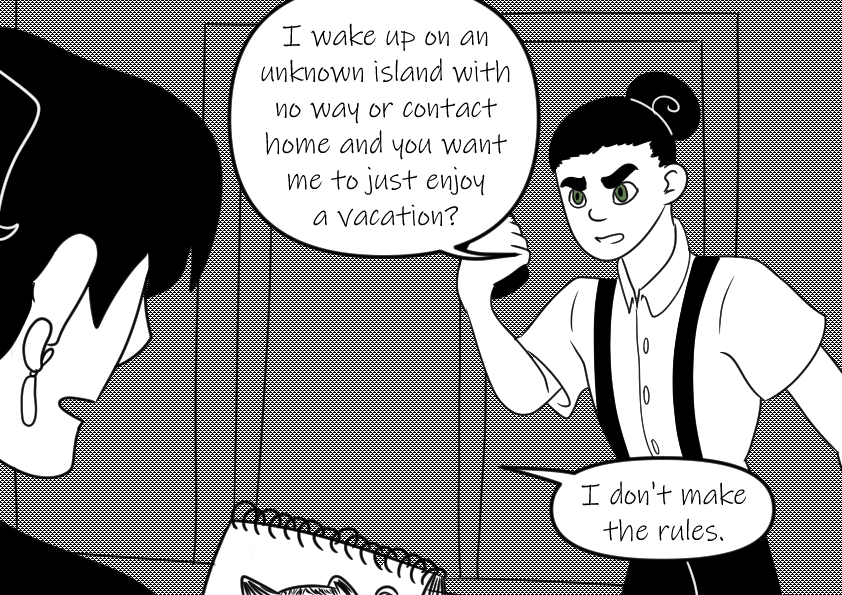 I wake up on an
unknown island with
no way or contact
home and you want
me to just enjoy
a vacation?
I don't make
the rules.